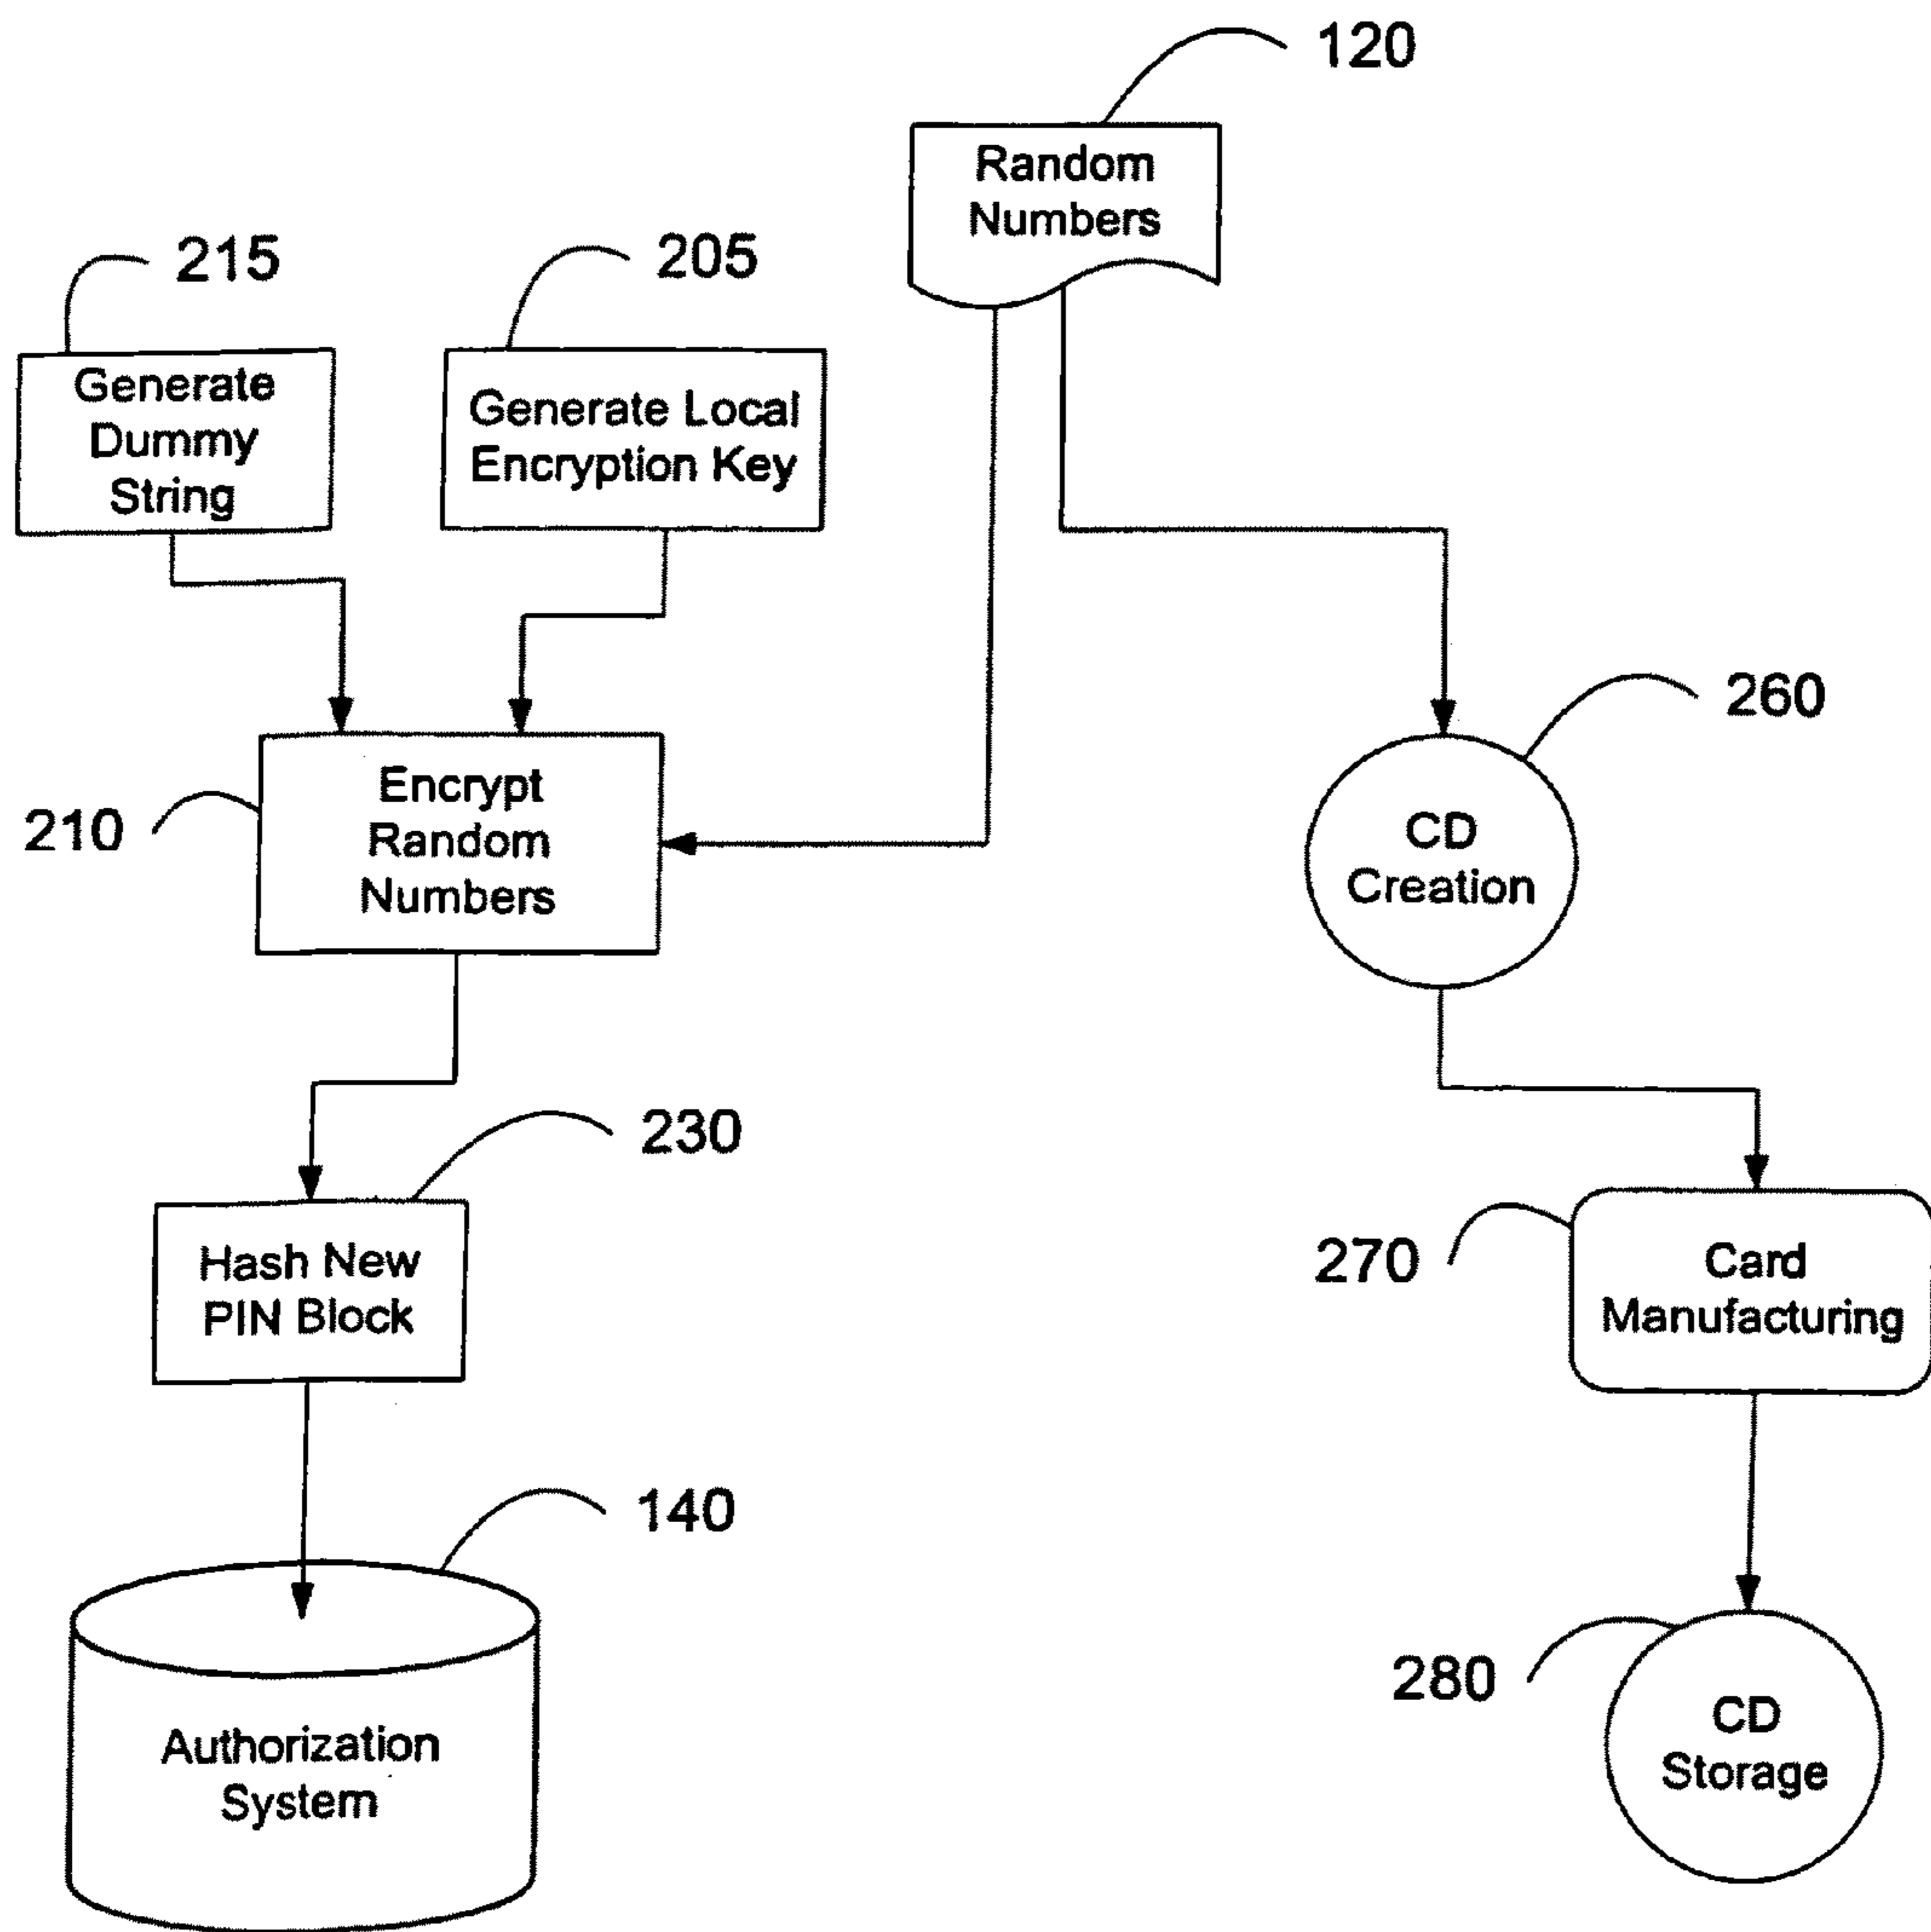 120
Random
Numbers
215
205
Generate
Dummy
String
Generate Local
Encryption Key
260
210
Encrypt
Random
Numbers
CD
Creation
230
Hash New
PIN Block
270
Card
Manufacturing
140
Authorization
System
280
CD
Storage